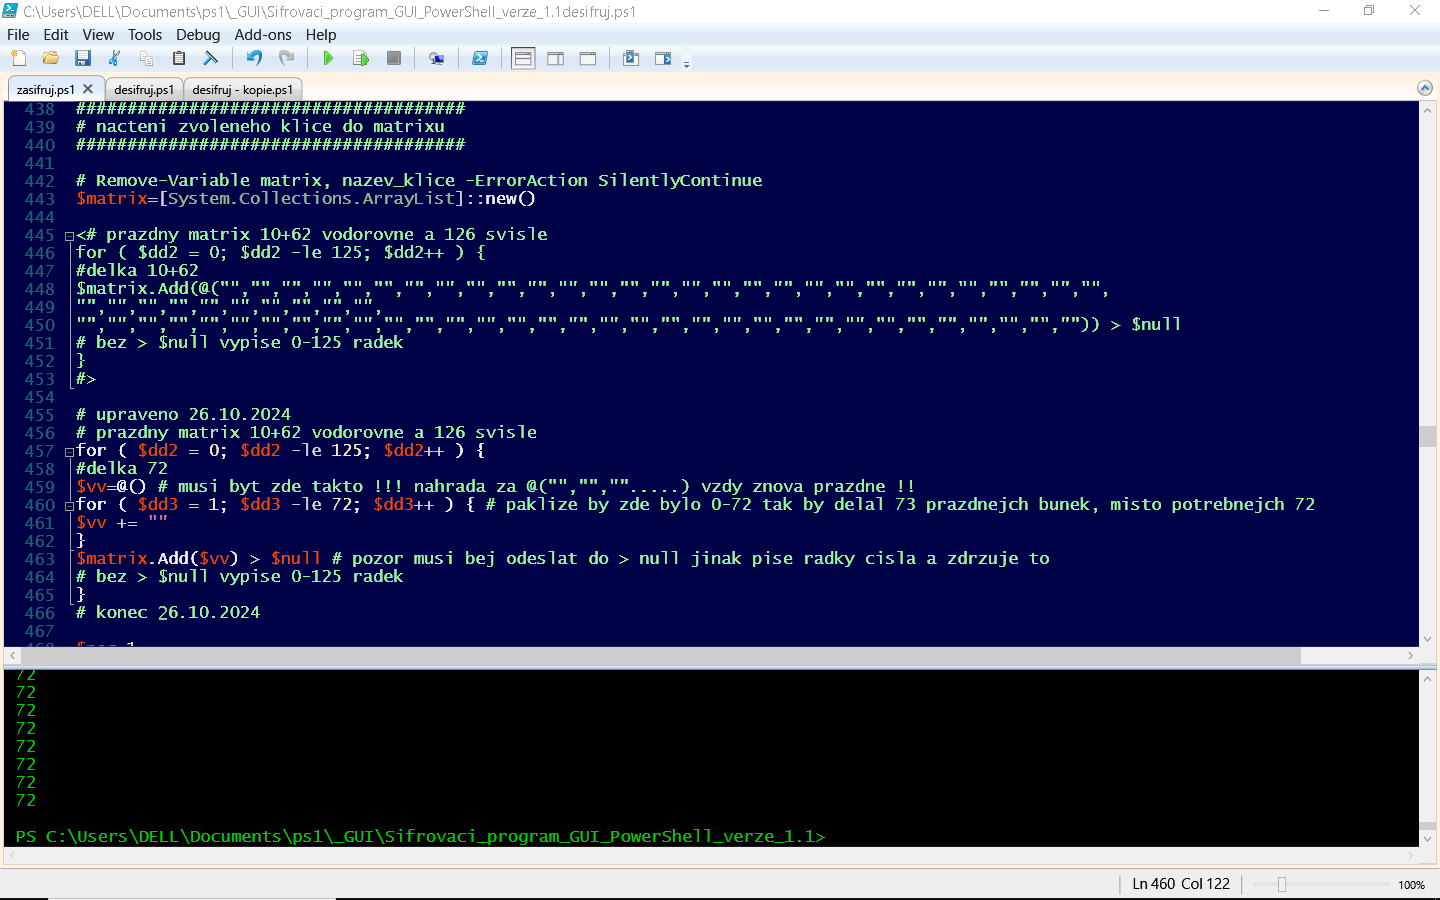 C:\Users\DELL\Documents\ps1\_GUI\Sifrovaci_program_GUI_PowerShell_verze_1.1desifruj.ps1
File Edit View Tools Debug Add-ons Help
zasifruj.ps1 desifruj.ps1 desifruj - kopie.ps1
438 ######################################
439 # nacteni zvoleneho klice do matrixu
440 ######################################
441
442 # Remove-Variable matrix, nazev_klice -ErrorAction SilentlyContinue
443 $matrix=[System.Collections.ArrayList]::new()
444
445 <# prazdny matrix 10+62 vodorovne a 126 svisle
446 for ( $dd2 = 0; $dd2 -le 125; $dd2++ ) {
447 #delka 10+62
448 $matrix.Add(@("","","","","","","","","","","","","","","","","","","","","","","","","","","","","",
449 "","","","","","","","","","",
450 "","","","","","","","","","","","","","","","","","","","","","","","","","","","","","","","","")) > $null
451 # bez > $null vypise 0-125 radek
452 }
453 #>
454
455 # upraveno 26.10.2024
456 # prazdny matrix 10+62 vodorovne a 126 svisle
457 for ( $dd2 = 0; $dd2 -le 125; $dd2++ ) {
458 #delka 72
459 $vv=@() # musi byt zde takto !!! nahrada za @("","","".....) vzdy znova prazdne !!
460 for ( $dd3 = 1; $dd3 -le 72; $dd3++ ) { # paklize by zde bylo 0-72 tak by delal 73 prazdnejch bunek, misto potrebnejch 72
461 $vv += ""
462 }
463 $matrix.Add($vv) > $null # pozor musi bej odeslat do > null jinak pise radky cisla a zdrzuje to
464 # bez > $null vypise 0-125 radek
465 }
466 # konec 26.10.2024
467
72
72
72
72
72
72
72
72
PS C:\Users\DELL\Documents\ps1\_GUI\Sifrovaci_program_GUI_PowerShell_verze_1.1>
Ln 460 Col 122 100%